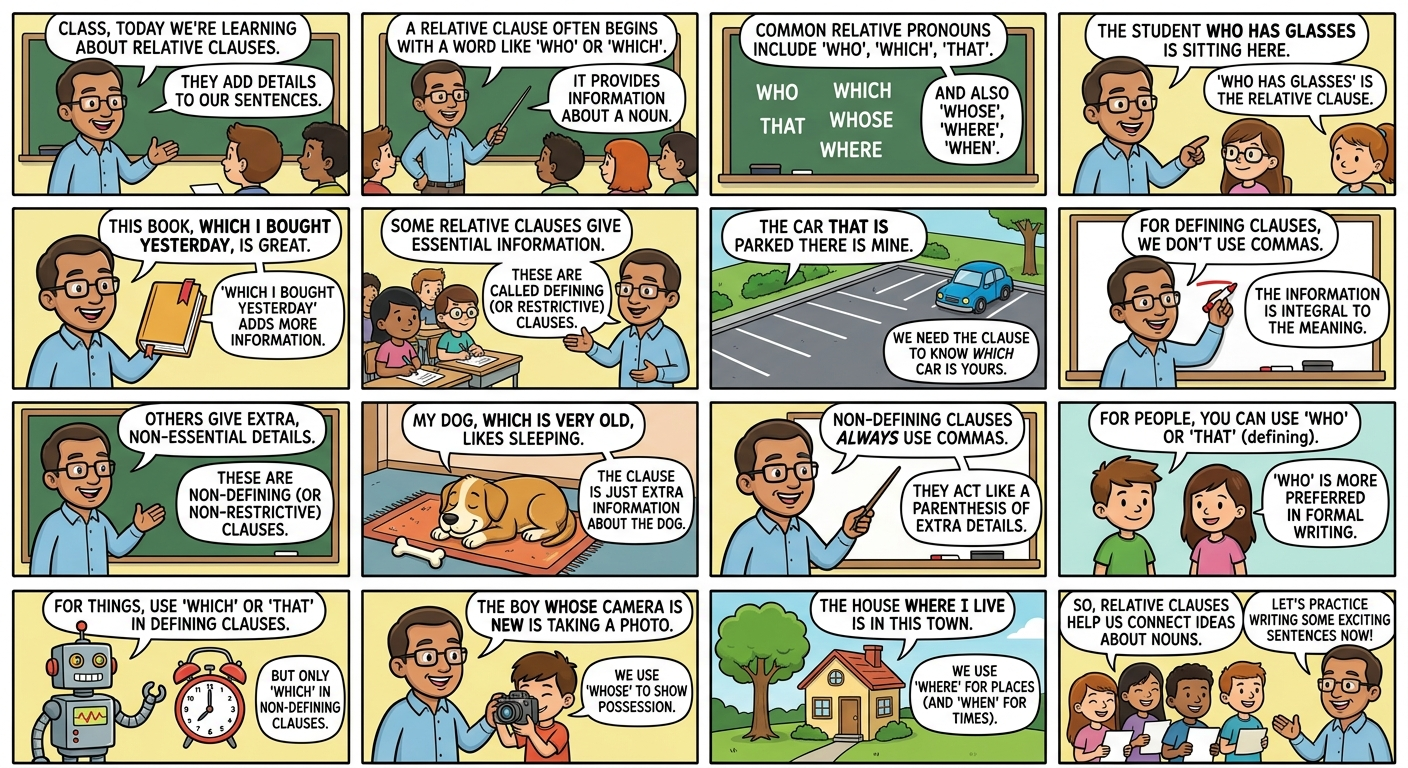 CLASS, TODAY WE'RE LEARNING
ABOUT RELATIVE CLAUSES.
THEY ADD DETAILS
TO OUR SENTENCES.
A RELATIVE CLAUSE OFTEN BEGINS
WITH A WORD LIKE 'WHO' OR 'WHICH'.
IT PROVIDES
INFORMATION
ABOUT A NOUN.
COMMON RELATIVE PRONOUNS
INCLUDE 'WHO', 'WHICH', 'THAT'.
AND ALSO
'WHOSE',
'WHERE',
'WHEN'.
WHO
WHICH
THAT
WHOSE
WHERE
THE STUDENT WHO HAS GLASSES
IS SITTING HERE.
'WHO HAS GLASSES' IS
THE RELATIVE CLAUSE.
THIS BOOK, WHICH I BOUGHT
YESTERDAY, IS GREAT.
'WHICH I BOUGHT
YESTERDAY'
ADDS MORE
INFORMATION.
SOME RELATIVE CLAUSES GIVE
ESSENTIAL INFORMATION.
THESE ARE
CALLED DEFINING
(OR RESTRICTIVE)
CLAUSES.
THE CAR THAT IS
PARKED THERE IS MINE.
WE NEED THE CLAUSE
TO KNOW WHICH
CAR IS YOURS.
FOR DEFINING CLAUSES,
WE DON'T USE COMMAS.
THE INFORMATION
IS INTEGRAL TO
THE MEANING.
OTHERS GIVE EXTRA,
NON-ESSENTIAL DETAILS.
THESE ARE
NON-DEFINING (OR
NON-RESTRICTIVE)
CLAUSES.
MY DOG, WHICH IS VERY OLD,
LIKES SLEEPING.
THE CLAUSE
IS JUST EXTRA
INFORMATION
ABOUT THE DOG.
NON-DEFINING CLAUSES
ALWAYS USE COMMAS.
THEY ACT LIKE A
PARENTHESIS OF
EXTRA DETAILS.
FOR PEOPLE, YOU CAN USE 'WHO'
OR 'THAT' (defining).
'WHO' IS MORE
PREFERRED
IN FORMAL
WRITING.
FOR THINGS, USE 'WHICH' OR 'THAT'
IN DEFINING CLAUSES.
BUT ONLY
'WHICH' IN
NON-DEFINING
CLAUSES.
THE BOY WHOSE CAMERA IS
NEW IS TAKING A PHOTO.
WE USE
'WHOSE' TO SHOW
POSSESSION.
THE HOUSE WHERE I LIVE
IS IN THIS TOWN.
WE USE
'WHERE' FOR PLACES
(AND 'WHEN' FOR
TIMES).
SO, RELATIVE CLAUSES
HELP US CONNECT IDEAS
ABOUT NOUNS.
LET'S PRACTICE
WRITING SOME EXCITING
SENTENCES NOW!